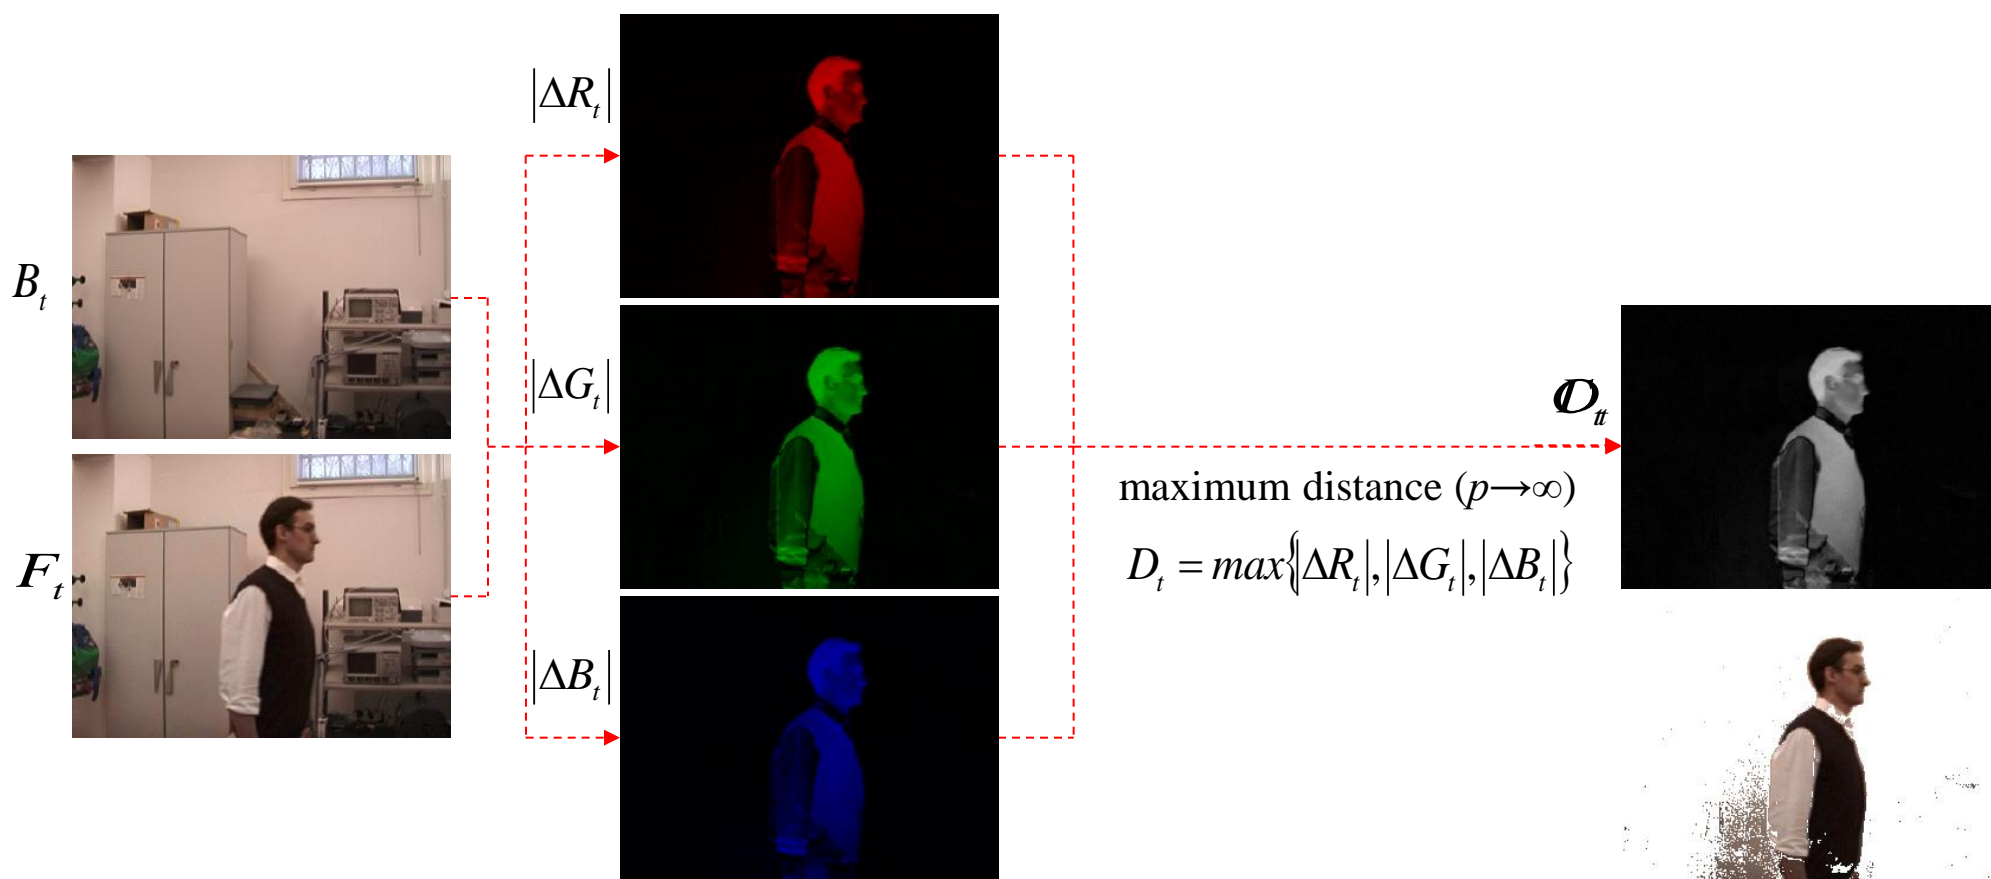 |ΔR_t|
B_t
|ΔG_t|
D_t
maximum distance (p→∞)
F_t
D_t = max{|ΔR_t|,|ΔG_t|,|ΔB_t|}
|ΔB_t|